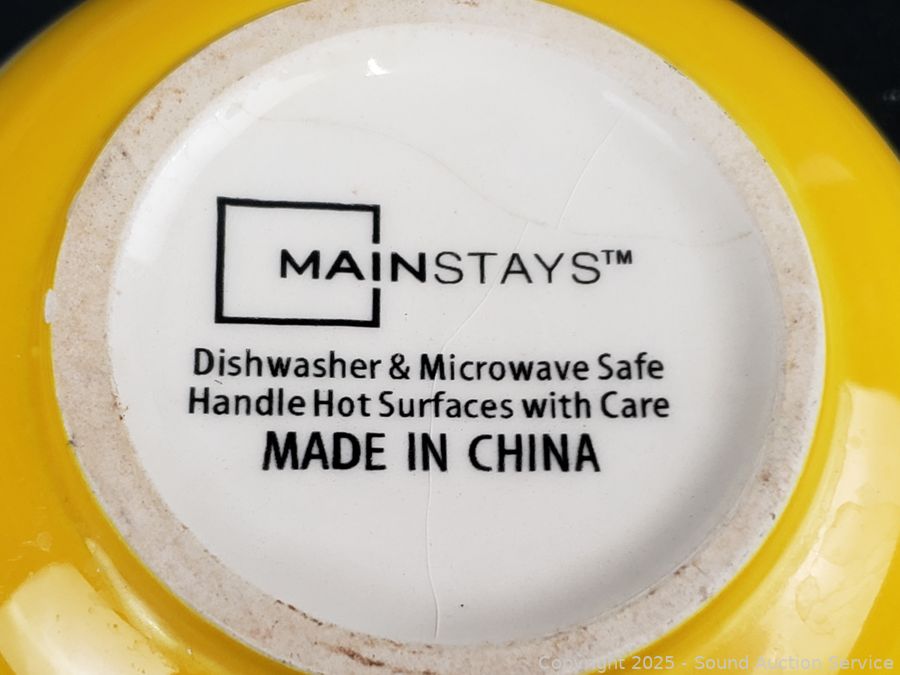 MAINSTAYS™
Dishwasher & Microwave Safe
Handle Hot Surfaces with Care
MADE IN CHINA
Copyright 2025 - Sound Auction Service